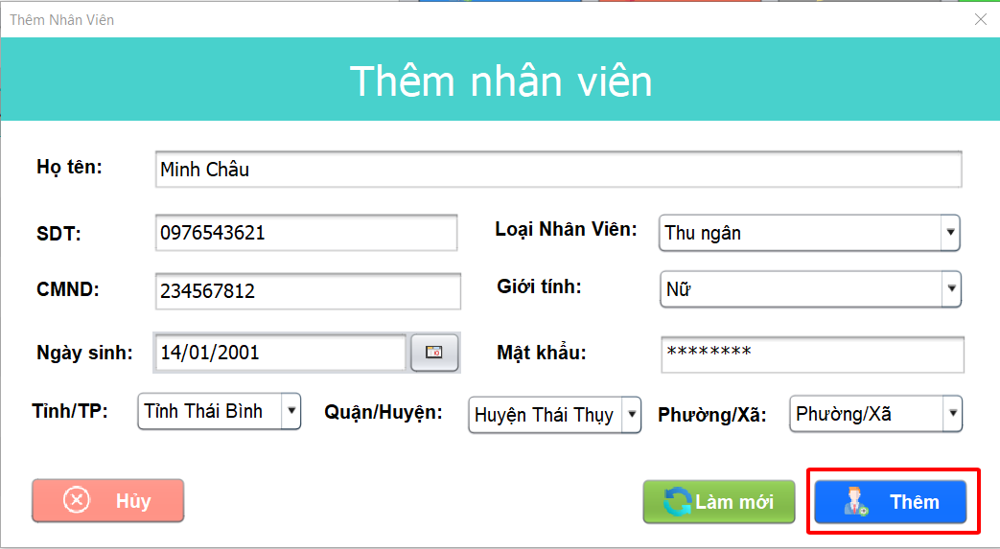 Thêm Nhân Viên
Thêm nhân viên
Họ tên: Minh Châu
SDT: 0976543621 Loại Nhân Viên: Thu ngân
CMND: 234567812 Giới tính: Nữ
Ngày sinh: 14/01/2001 Mật khẩu: ********
Tỉnh/TP: Tỉnh Thái Bình Quận/Huyện: Huyện Thái Thụy Phường/Xã: Phường/Xã
Hủy Làm mới Thêm